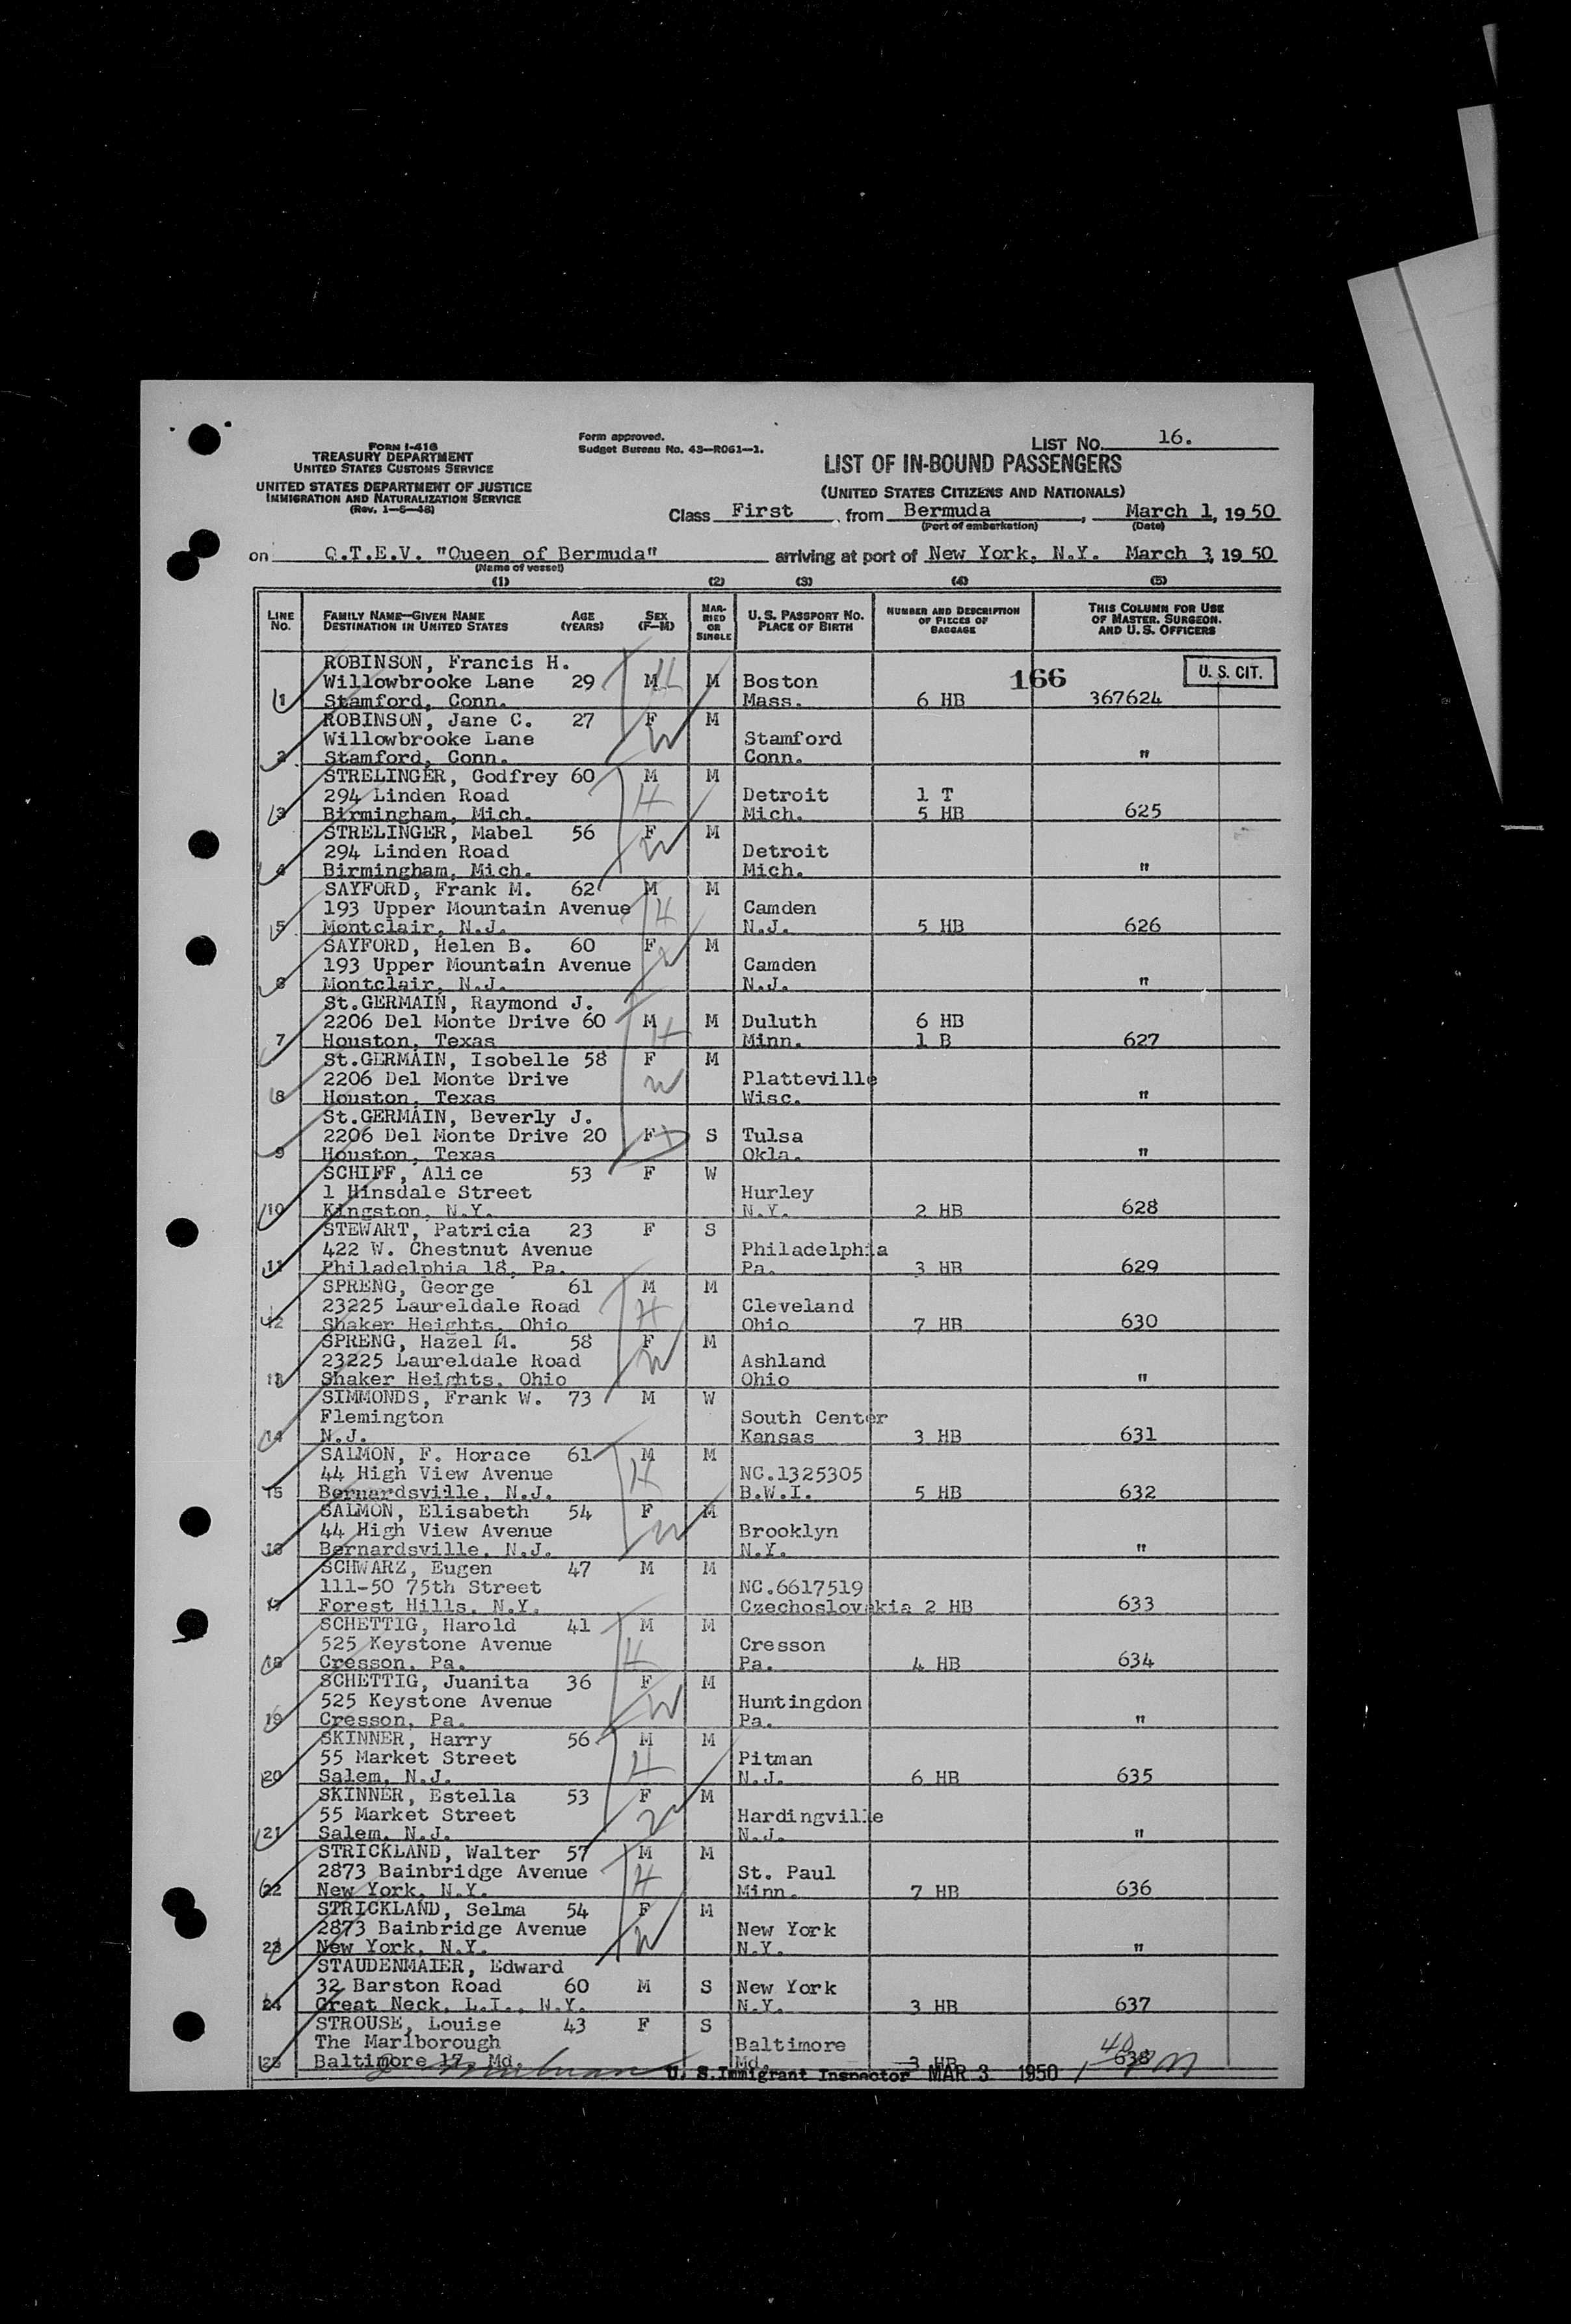 FORM I-416
TREASURY DEPARTMENT
UNITED STATES CUSTOMS SERVICE
UNITED STATES DEPARTMENT OF JUSTICE
IMMIGRATION AND NATURALIZATION SERVICE
(Rev. 1-6-48)
Form approved.
Budget Bureau No. 43-R061-1.
LIST NO. 16.
LIST OF IN-BOUND PASSENGERS
(UNITED STATES CITIZENS AND NATIONALS)
Class First from Bermuda, March 1, 1950
(Port of embarkation) (Date)
on Q.T.E.V. "Queen of Bermuda" arriving at port of New York, N.Y. March 3, 1950
(Name of vessel)
(1) (2) (3) (4) (5)
LINE NO. FAMILY NAME-GIVEN NAME DESTINATION IN UNITED STATES AGE (YEARS) SEX (F-M) MARRIED OR SINGLE U. S. PASSPORT NO. PLACE OF BIRTH NUMBER AND DESCRIPTION OF PIECES OF BAGGAGE THIS COLUMN FOR USE OF MASTER, SURGEON, AND U. S. OFFICERS
ROBINSON, Francis H. 166 U. S. CIT.
Willowbrooke Lane 29 M H M Boston
1 Stamford, Conn. Mass. 6 HB 367624
ROBINSON, Jane C. 27 F M
Willowbrooke Lane W Stamford
2 Stamford, Conn. Conn. "
STRELINGER, Godfrey 60 M M
294 Linden Road H Detroit 1 T
3 Birmingham, Mich. Mich. 5 HB 625
STRELINGER, Mabel 56 F M
294 Linden Road W Detroit
4 Birmingham, Mich. Mich. "
SAYFORD, Frank M. 62 M M
193 Upper Mountain Avenue H Camden
5 Montclair, N.J. N.J. 5 HB 626
SAYFORD, Helen B. 60 F M
193 Upper Mountain Avenue W Camden
6 Montclair, N.J. N.J. "
St.GERMAIN, Raymond J.
2206 Del Monte Drive 60 M M Duluth 6 HB
7 Houston, Texas H Minn. 1 B 627
St.GERMAIN, Isobelle 58 F M
2206 Del Monte Drive W Platteville
8 Houston, Texas Wisc. "
St.GERMAIN, Beverly J.
2206 Del Monte Drive 20 F D S Tulsa
9 Houston, Texas Okla. "
SCHIFF, Alice 53 F W
1 Hinsdale Street Hurley
10 Kingston, N.Y. N.Y. 2 HB 628
STEWART, Patricia 23 F S
422 W. Chestnut Avenue Philadelphia
11 Philadelphia 18, Pa. Pa. 3 HB 629
SPRENG, George 61 M M
23225 Laureldale Road H Cleveland
12 Shaker Heights, Ohio Ohio 7 HB 630
SPRENG, Hazel M. 58 F M
23225 Laureldale Road W Ashland
13 Shaker Heights, Ohio Ohio "
SIMMONDS, Frank W. 73 M W
Flemington South Center
14 N.J. Kansas 3 HB 631
SALMON, F. Horace 61 M M
44 High View Avenue H NC.1325305
15 Bernardsville, N.J. B.W.I. 5 HB 632
SALMON, Elisabeth 54 F M
44 High View Avenue W Brooklyn
16 Bernardsville, N.J. N.Y. "
SCHWARZ, Eugen 47 M M
111-50 75th Street NC.6617519
17 Forest Hills, N.Y. Czechoslovakia 2 HB 633
SCHETTIG, Harold 41 M M
525 Keystone Avenue H Cresson
18 Cresson, Pa. Pa. 4 HB 634
SCHETTIG, Juanita 36 F M
525 Keystone Avenue W Huntingdon
19 Cresson, Pa. Pa. "
SKINNER, Harry 56 M M
55 Market Street H Pitman
20 Salem, N.J. N.J. 6 HB 635
SKINNER, Estella 53 F M
55 Market Street W Hardingville
21 Salem, N.J. N.J. "
STRICKLAND, Walter 57 M M
2873 Bainbridge Avenue H St. Paul
22 New York, N.Y. Minn. 7 HB 636
STRICKLAND, Selma 54 F M
2873 Bainbridge Avenue W New York
23 New York, N.Y. N.Y. "
STAUDENMAIER, Edward
32 Barston Road 60 M S New York
24 Great Neck, L.I., N.Y. N.Y. 3 HB 637
STROUSE, Louise 43 F S
The Marlborough Baltimore
25 Baltimore 17, Md. Md. 3 HB 638
U. S. Immigrant Inspector MAR 3 1950